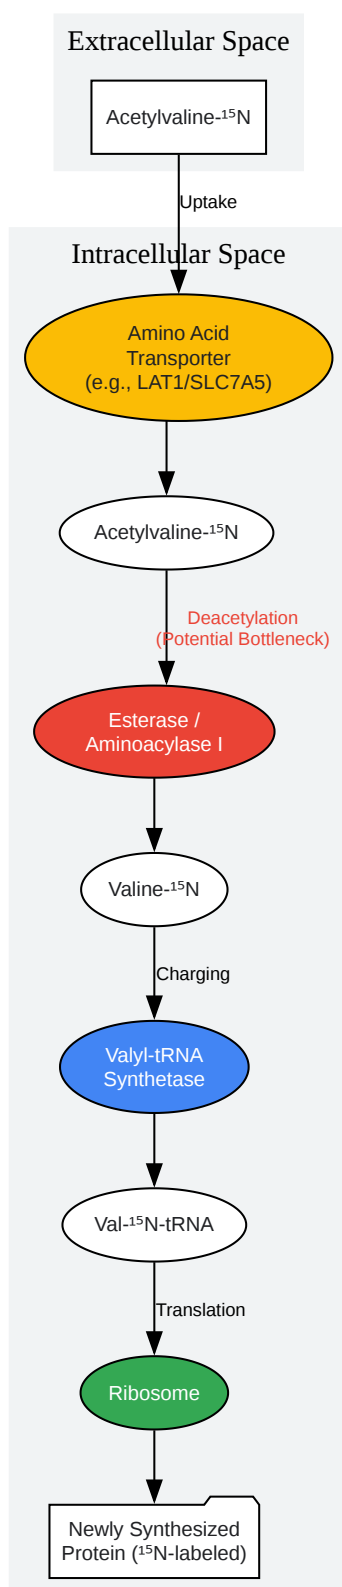 Extracellular Space
Acetylvaline-¹⁵N
Uptake
Intracellular Space
Amino Acid
Transporter
(e.g., LAT1/SLC7A5)
Acetylvaline-¹⁵N
Deacetylation
(Potential Bottleneck)
Esterase /
Aminoacylase I
Valine-¹⁵N
Charging
Valyl-tRNA
Synthetase
Val-¹⁵N-tRNA
Translation
Ribosome
Newly Synthesized
Protein (¹⁵N-labeled)